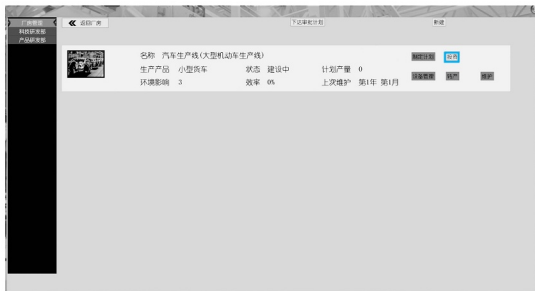 厂房管理
科技研发部
产品研发部
返回厂房
下达审批计划
新建
名称 汽车生产线(大型机动车生产线)
生产产品 小型货车 状态 建设中 计划产量 0
环境影响 3 效率 0% 上次维护 第1年 第1月
制定计划
设备管理 转产 维护